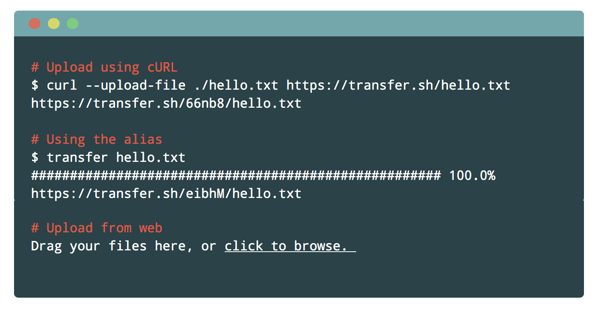 # Upload using cURL
$ curl --upload-file ./hello.txt https://transfer.sh/hello.txt
https://transfer.sh/66nb8/hello.txt
# Using the alias
$ transfer hello.txt
##################################################### 100.0%
https://transfer.sh/eibhM/hello.txt
# Upload from web
Drag your files here, or click to browse.